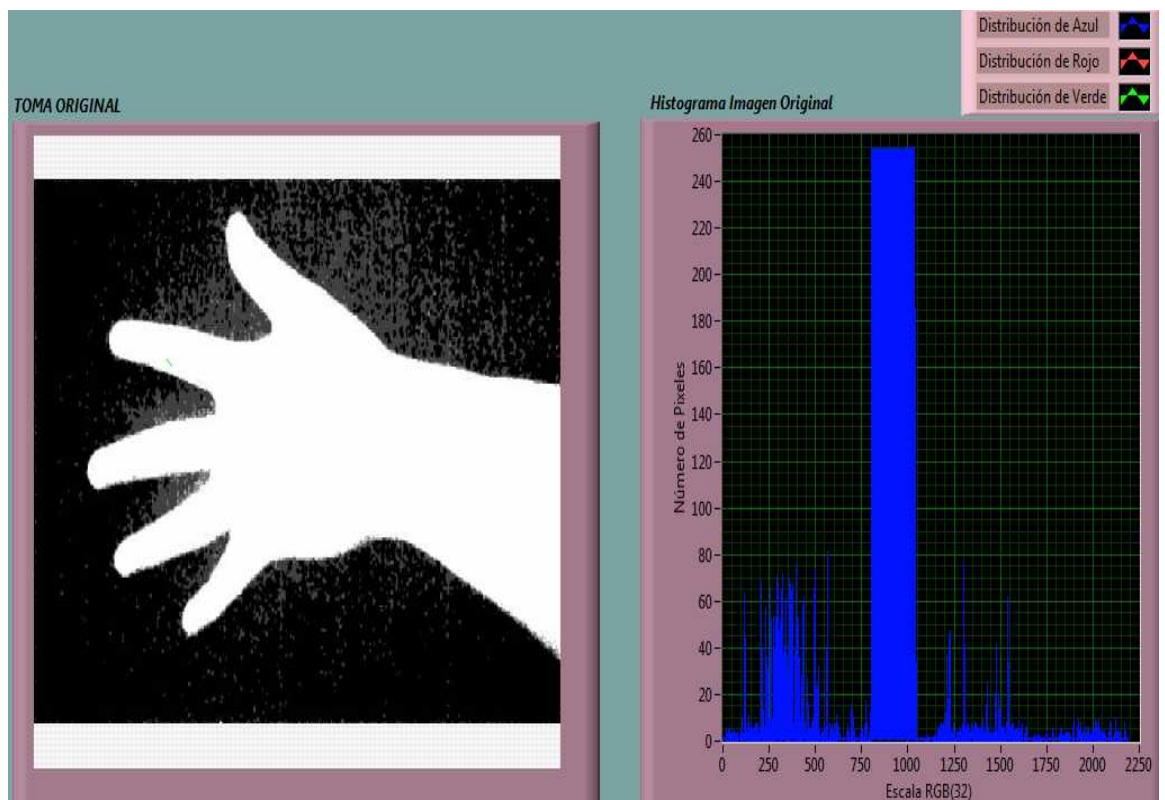 Distribución de Azul
Distribución de Rojo
Distribución de Verde
TOMA ORIGINAL
Histograma Imagen Original
260
240
220
200
180
160
140
120
100
80
60
40
20
0
Número de Pixeles
0 250 500 750 1000 1250 1500 1750 2000 2250
Escala RGB(32)